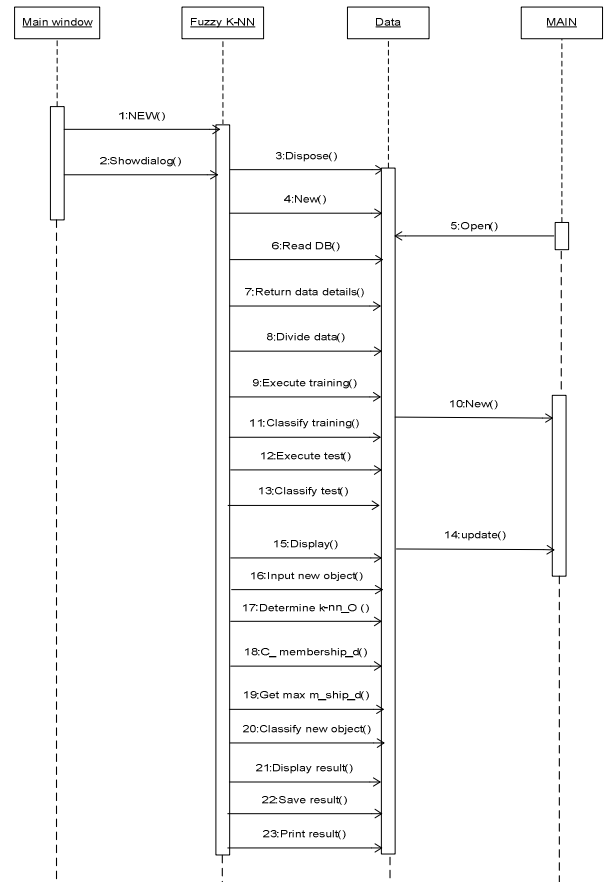 Main window
Fuzzy K-NN
Data
MAIN
1:NEW()
2:Showdialog()
3:Dispose()
4:New()
5:Open()
6:Read DB()
7:Return data details()
8:Divide data()
9:Execute training()
10:New()
11:Classify training()
12:Execute test()
13:Classify test()
14:update()
15:Display()
16:Input new object()
17:Determine k-nn_O ()
18:C_ membership_d()
19:Get max m_ship_d()
20:Classify new object()
21:Display result()
22:Save result()
23:Print result()